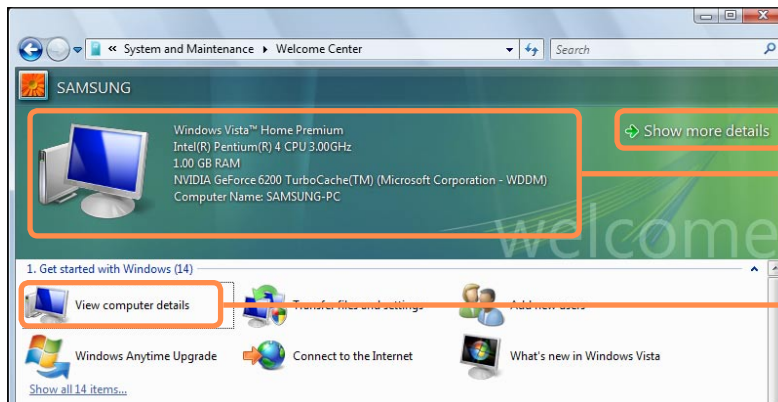 « System and Maintenance ▸ Welcome Center
Search
SAMSUNG
Windows Vista™ Home Premium
Intel(R) Pentium(R) 4 CPU 3.00GHz
1.00 GB RAM
NVIDIA GeForce 6200 TurboCache(TM) (Microsoft Corporation - WDDM)
Computer Name: SAMSUNG-PC
Show more details
welcome
1. Get started with Windows (14)
View computer details
Transfer files and settings
Add new users
Windows Anytime Upgrade
Connect to the Internet
What's new in Windows Vista
Show all 14 items...